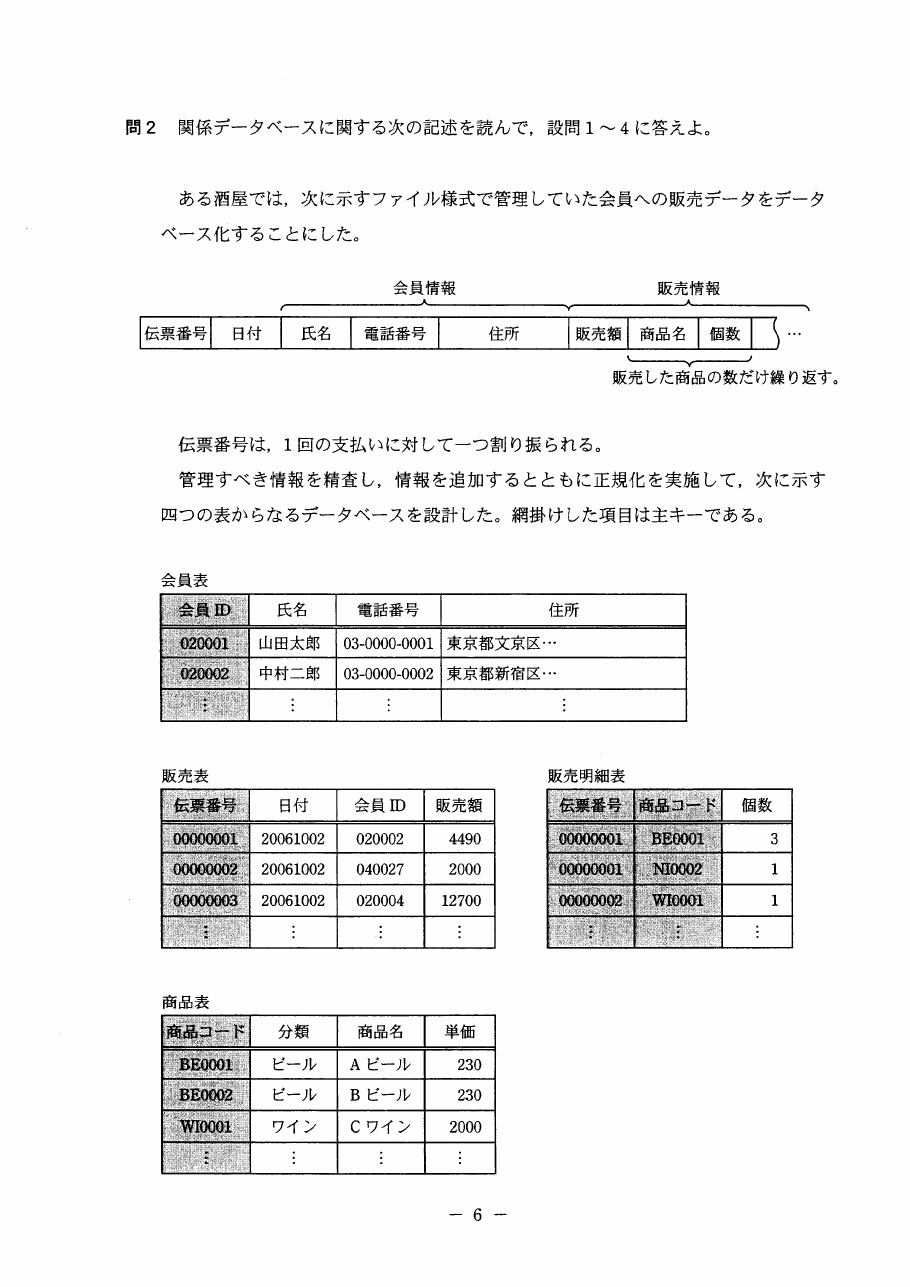 問2 関係データベースに関する次の記述を読んで，設問1～4に答えよ。
ある酒屋では，次に示すファイル様式で管理していた会員への販売データをデータ
ベース化することにした。
会員情報 販売情報
伝票番号 日付 氏名 電話番号 住所 販売額 商品名 個数 …
販売した商品の数だけ繰り返す。
伝票番号は，1回の支払いに対して一つ割り振られる。
管理すべき情報を精査し，情報を追加するとともに正規化を実施して，次に示す
四つの表からなるデータベースを設計した。網掛けした項目は主キーである。
会員表
会員ID 氏名 電話番号 住所
020001 山田太郎 03-0000-0001 東京都文京区…
020002 中村二郎 03-0000-0002 東京都新宿区…
⋮ ⋮ ⋮ ⋮
販売表
伝票番号 日付 会員ID 販売額
00000001 20061002 020002 4490
00000002 20061002 040027 2000
00000003 20061002 020004 12700
⋮ ⋮ ⋮ ⋮
販売明細表
伝票番号 商品コード 個数
00000001 BE0001 3
00000001 NI0002 1
00000002 WI0001 1
⋮ ⋮ ⋮
商品表
商品コード 分類 商品名 単価
BE0001 ビール Aビール 230
BE0002 ビール Bビール 230
WI0001 ワイン Cワイン 2000
⋮ ⋮ ⋮ ⋮
― 6 ―